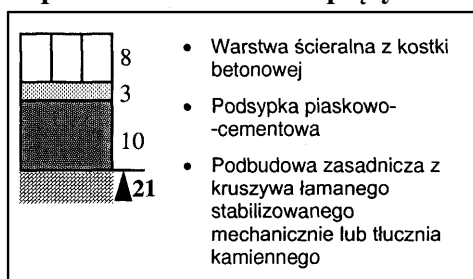 8
3
10
21
• Warstwa ścieralna z kostki
betonowej
• Podsypka piaskowo-
-cementowa
• Podbudowa zasadnicza z
kruszywa łamanego
stabilizowanego
mechanicznie lub tłucznia
kamiennego